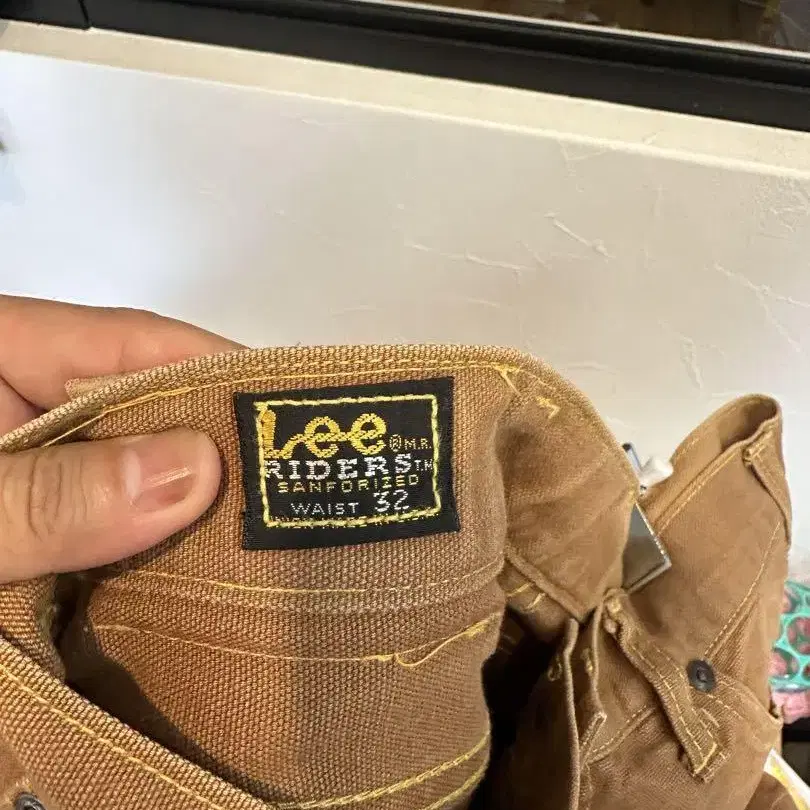 Lee ® M.R.
RIDERS T.M
SANFORIZED
WAIST 32